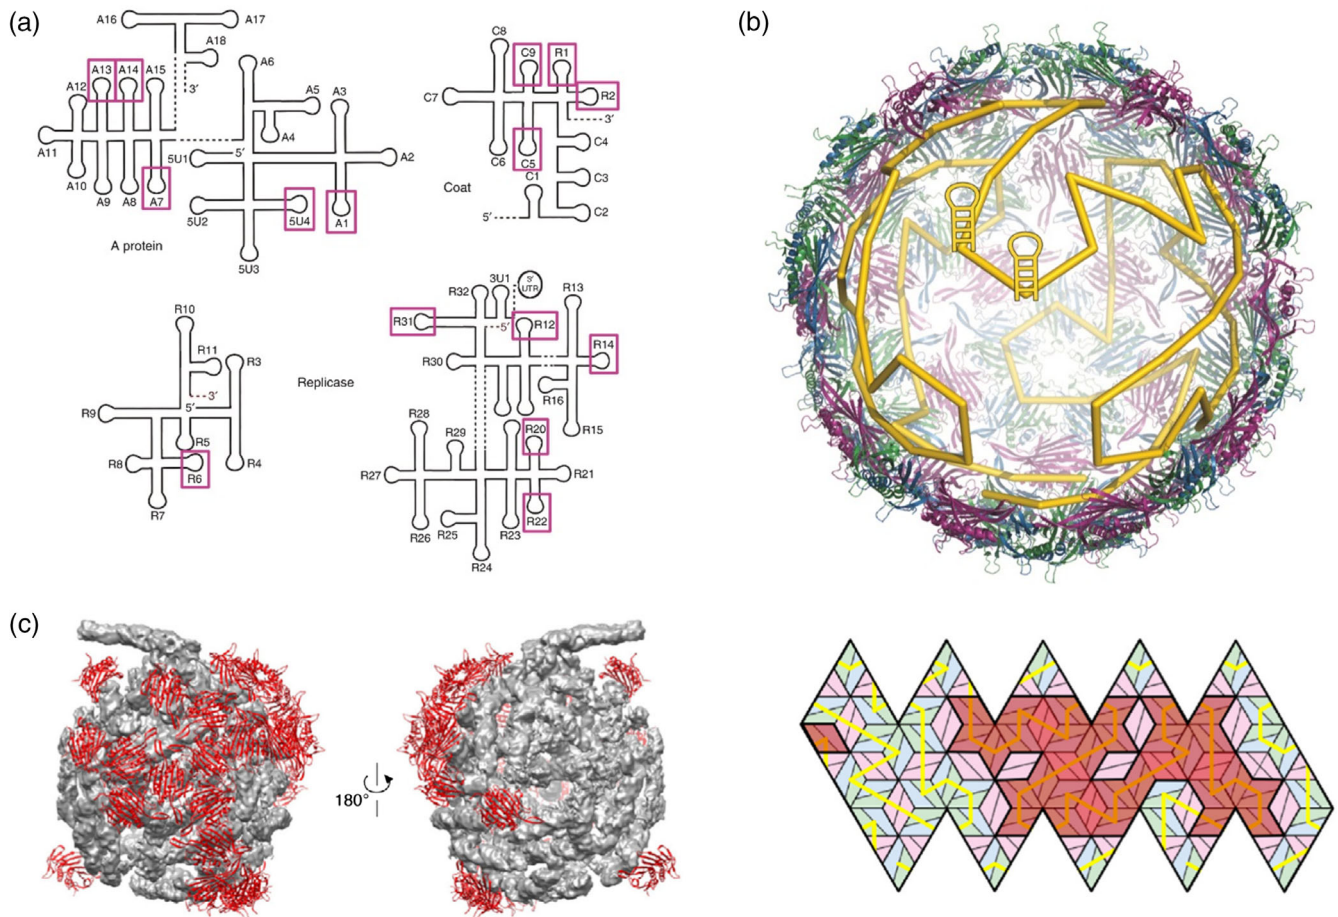 (a)
A16
A17
A18
A6
A12
A13
A14
A15
3′
A5
A3
A4
A11
5′
5U1
A2
A10
A9
A8
A7
5U2
5U4
A1
A protein
5U3
C8
C9
R1
C7
R2
3′
C4
C6
C5
C1
C3
Coat
5′
C2
R10
R11
R3
3′
R9
5′
R5
R8
R6
R4
R7
Replicase
R32
3U1
3′
UTR
R13
R31
5′
R12
R30
R14
R16
R28
R29
R20
R15
R27
R21
R26
R25
R23
R22
R24
(b)
(c)
180°